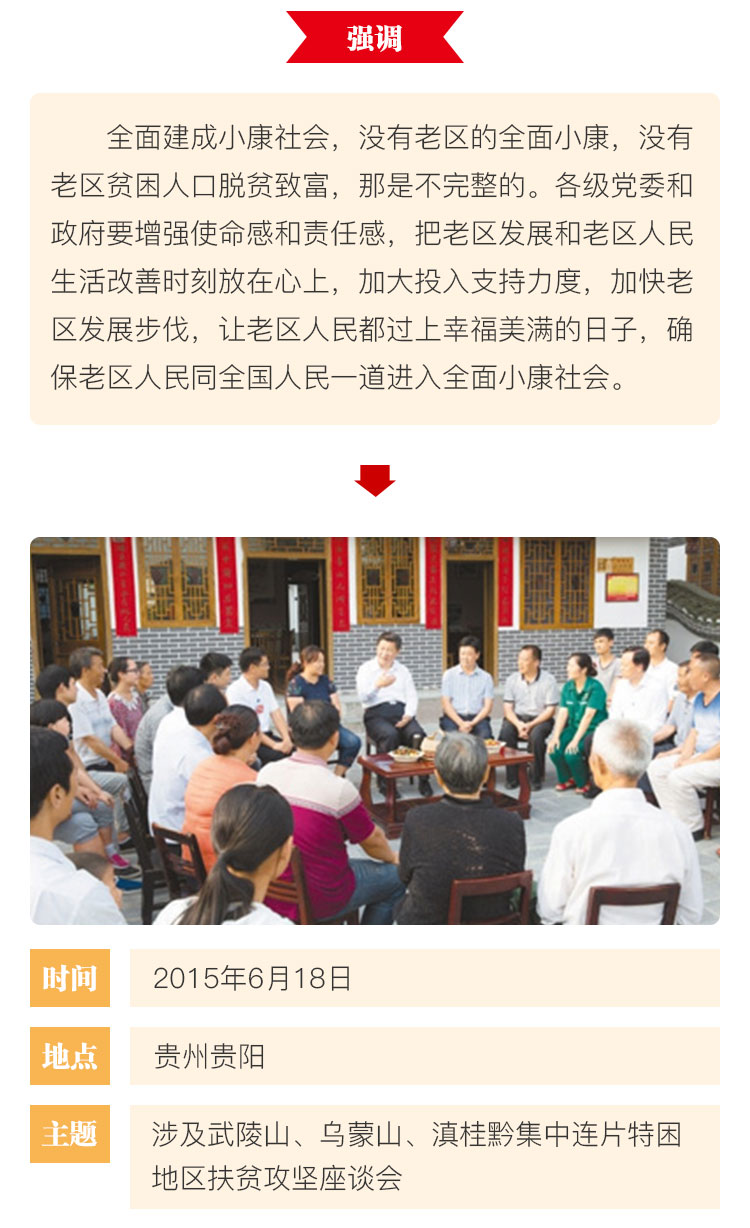 强调
全面建成小康社会，没有老区的全面小康，没有
老区贫困人口脱贫致富，那是不完整的。各级党委和
政府要增强使命感和责任感，把老区发展和老区人民
生活改善时刻放在心上，加大投入支持力度，加快老
区发展步伐，让老区人民都过上幸福美满的日子，确
保老区人民同全国人民一道进入全面小康社会。
时间
2015年6月18日
地点
贵州贵阳
主题
涉及武陵山、乌蒙山、滇桂黔集中连片特困
地区扶贫攻坚座谈会